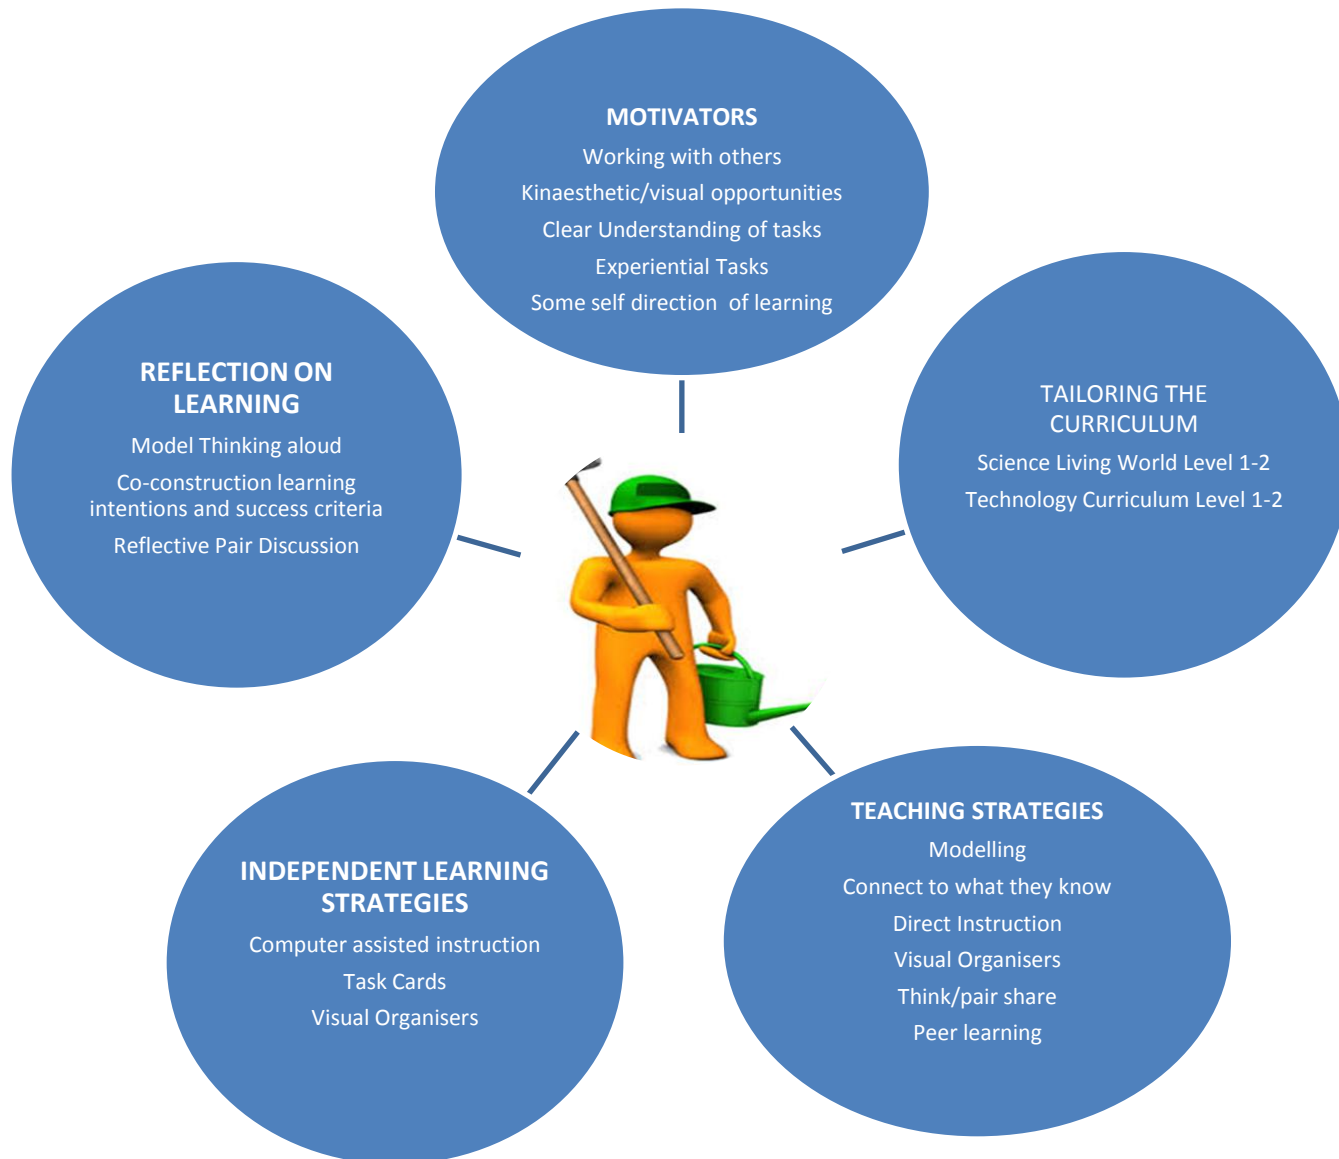 MOTIVATORS
Working with others
Kinaesthetic/visual opportunities
Clear Understanding of tasks
Experiential Tasks
Some self direction  of learning
REFLECTION ON
LEARNING
Model Thinking aloud
Co-construction learning
intentions and success criteria
Reflective Pair Discussion
TAILORING THE
CURRICULUM
Science Living World Level 1-2
Technology Curriculum Level 1-2
INDEPENDENT LEARNING
STRATEGIES
Computer assisted instruction
Task Cards
Visual Organisers
TEACHING STRATEGIES
Modelling
Connect to what they know
Direct Instruction
Visual Organisers
Think/pair share
Peer learning